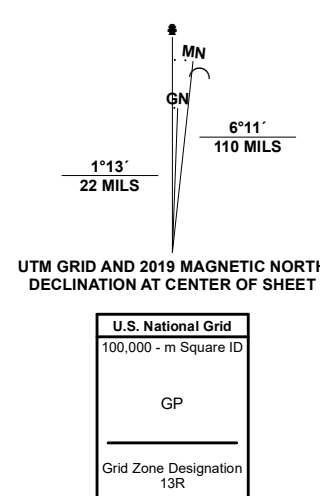 MN
GN
6°11´
110 MILS
1°13´
22 MILS
UTM GRID AND 2019 MAGNETIC NORTH
DECLINATION AT CENTER OF SHEET
U.S. National Grid
100,000 - m Square ID
GP
Grid Zone Designation
13R